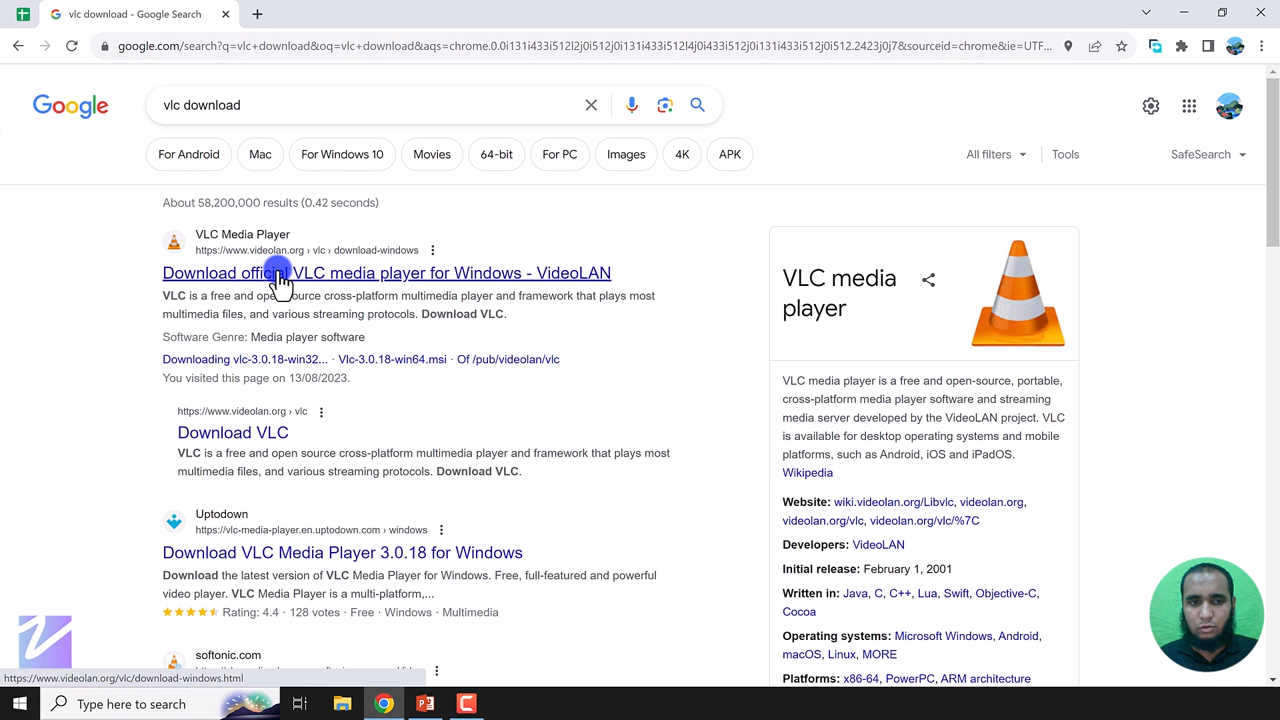 vlc download - Google Search
google.com/search?q=vlc+download&oq=vlc+download&aqs=chrome.0.0i131i433i512l2j0i512j0i131i433i512l4j0i433i512j0i131i433i512j0i512.2423j0j7&sourceid=chrome&ie=UTF...
Google
vlc download
For Android
Mac
For Windows 10
Movies
64-bit
For PC
Images
4K
APK
All filters
Tools
SafeSearch
About 58,200,000 results (0.42 seconds)
VLC Media Player
https://www.videolan.org › vlc › download-windows
Download official VLC media player for Windows - VideoLAN
VLC is a free and open source cross-platform multimedia player and framework that plays most
multimedia files, and various streaming protocols. Download VLC.
Software Genre: Media player software
Downloading vlc-3.0.18-win32... · Vlc-3.0.18-win64.msi · Of /pub/videolan/vlc
You visited this page on 13/08/2023.
https://www.videolan.org › vlc
Download VLC
VLC is a free and open source cross-platform multimedia player and framework that plays most
multimedia files, and various streaming protocols. Download VLC.
Uptodown
https://vlc-media-player.en.uptodown.com › windows
Download VLC Media Player 3.0.18 for Windows
Download the latest version of VLC Media Player for Windows. Free, full-featured and powerful
video player. VLC Media Player is a multi-platform,...
Rating: 4.4 · 128 votes · Free · Windows · Multimedia
softonic.com
VLC media
player
VLC media player is a free and open-source, portable,
cross-platform media player software and streaming
media server developed by the VideoLAN project. VLC
is available for desktop operating systems and mobile
platforms, such as Android, iOS and iPadOS.
Wikipedia
Website: wiki.videolan.org/Libvlc, videolan.org,
videolan.org/vlc, videolan.org/vlc/%7C
Developers: VideoLAN
Initial release: February 1, 2001
Written in: Java, C, C++, Lua, Swift, Objective-C,
Cocoa
Operating systems: Microsoft Windows, Android,
macOS, Linux, MORE
Platforms: x86-64, PowerPC, ARM architecture
https://www.videolan.org/vlc/download-windows.html
Type here to search